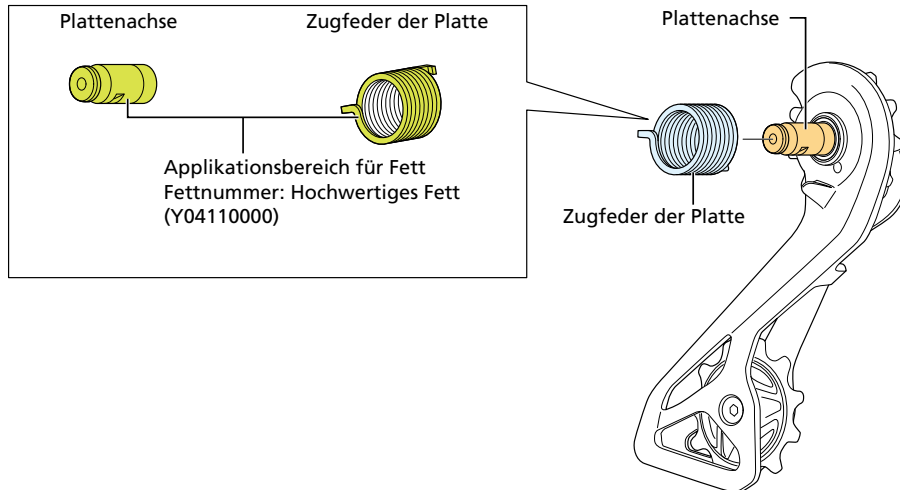 Plattenachse
Zugfeder der Platte
Applikationsbereich für Fett
Fettnummer: Hochwertiges Fett
(Y04110000)
Plattenachse
Zugfeder der Platte